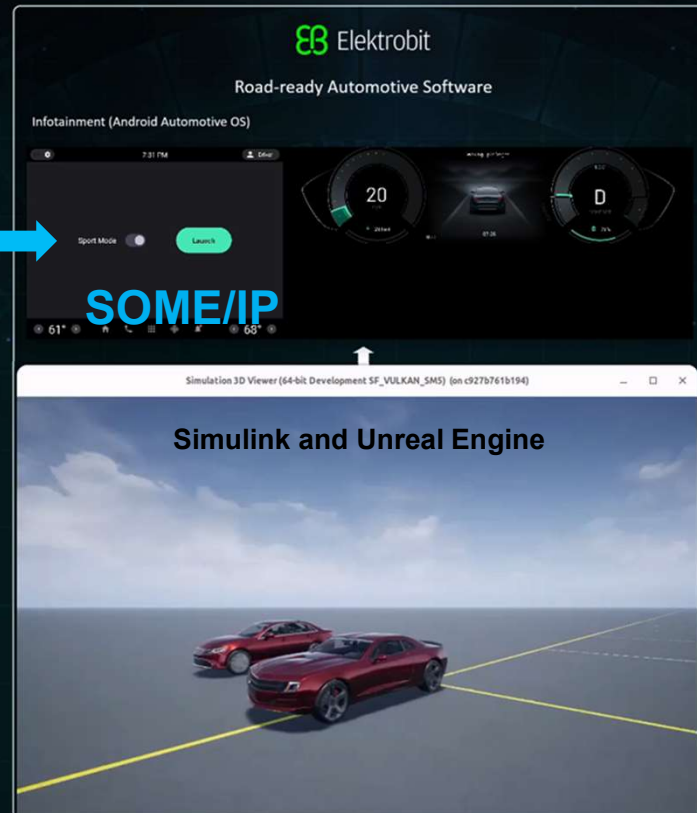 EB Elektrobit
Road-ready Automotive Software
Infotainment (Android Automotive OS)
7:31 PM
Driver
20
D
Sport Mode
Launch
SOME/IP
61°
68°
Simulation 3D Viewer (64-bit Development SF_VULKAN_SM5) (on c927b761b194)
Simulink and Unreal Engine